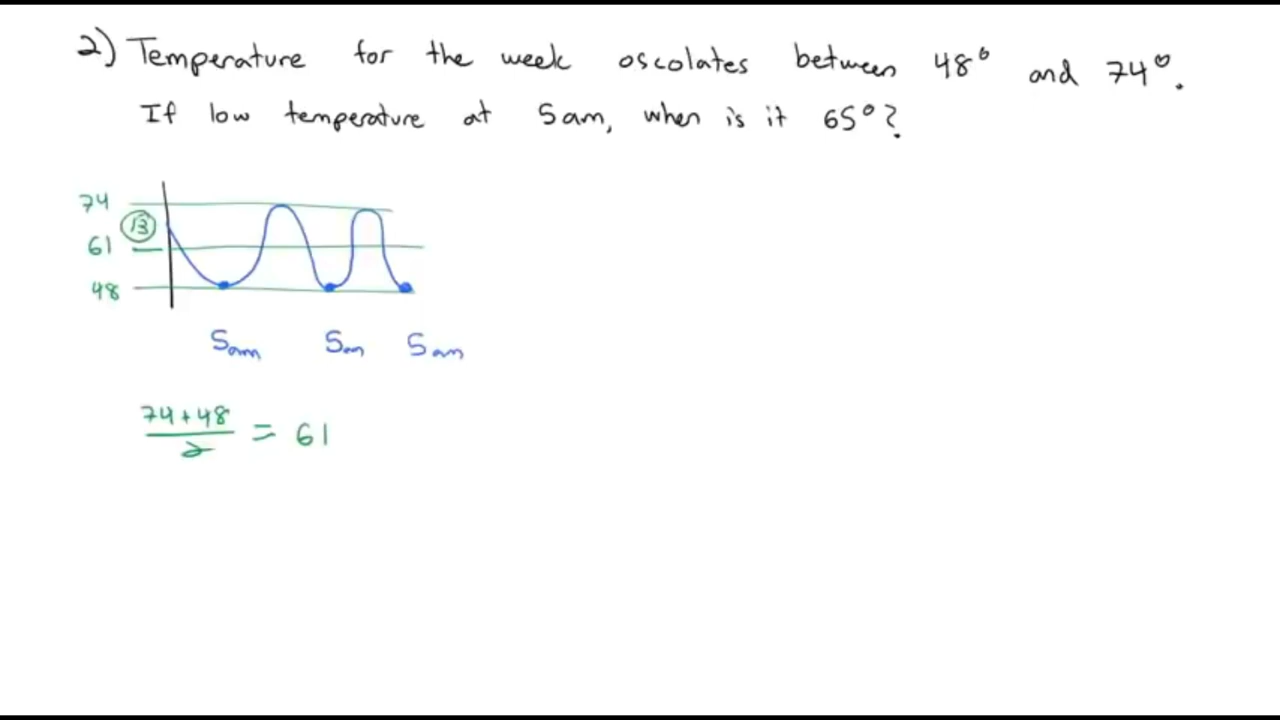 2) Temperature for the week oscolates between 48° and 74°.
If low temperature at 5am, when is it 65°?
74
13
61
48
5am 5am 5am
74+48
2
= 61